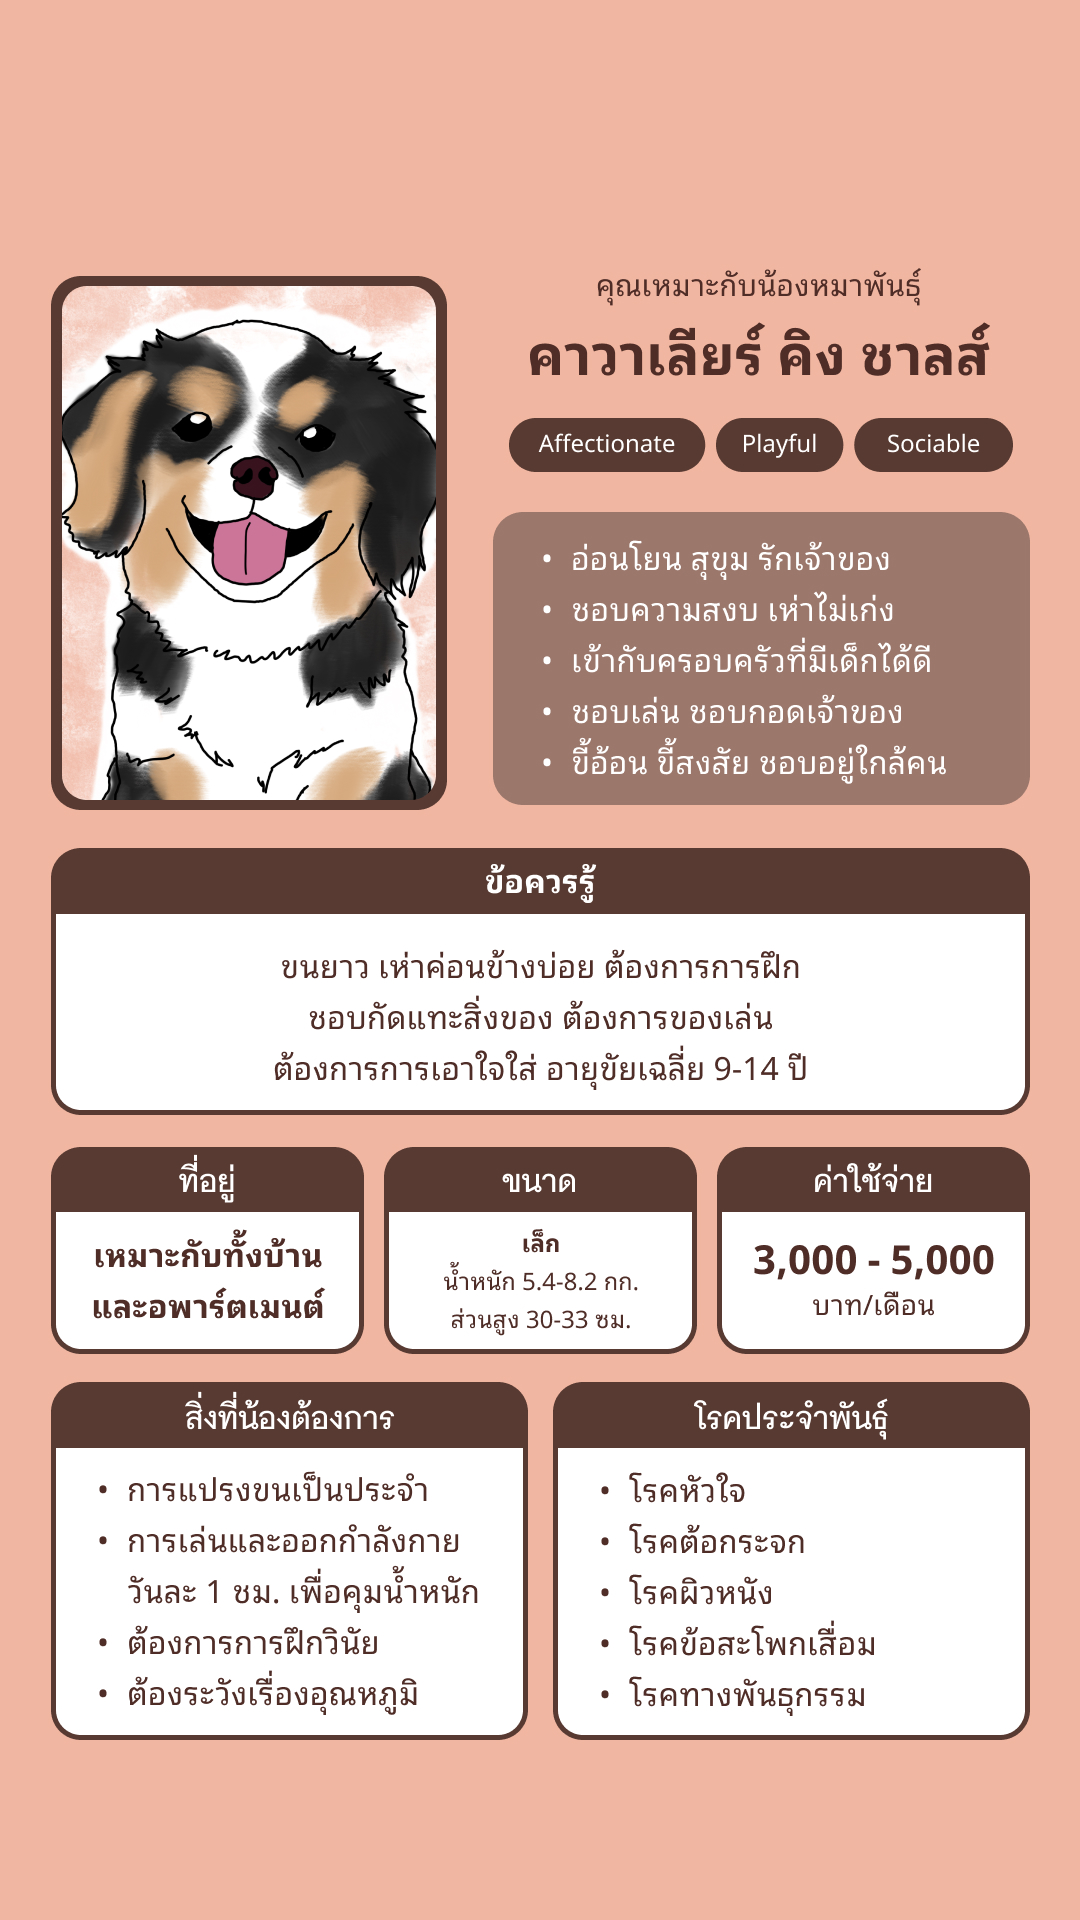 คุณเหมาะกับน้องหมาพันธุ์
คาวาเลียร์ คิง ชาลส์
Affectionate Playful Sociable
• อ่อนโยน สุขุม รักเจ้าของ
• ชอบความสงบ เห่าไม่เก่ง
• เข้ากับครอบครัวที่มีเด็กได้ดี
• ชอบเล่น ชอบกอดเจ้าของ
• ขี้อ้อน ขี้สงสัย ชอบอยู่ใกล้คน
ข้อควรรู้
ขนยาว เห่าค่อนข้างบ่อย ต้องการการฝึก
ชอบกัดแทะสิ่งของ ต้องการของเล่น
ต้องการการเอาใจใส่ อายุขัยเฉลี่ย 9-14 ปี
ที่อยู่
เหมาะกับทั้งบ้าน
และอพาร์ตเมนต์
ขนาด
เล็ก
น้ำหนัก 5.4-8.2 กก.
ส่วนสูง 30-33 ซม.
ค่าใช้จ่าย
3,000 - 5,000
บาท/เดือน
สิ่งที่น้องต้องการ
• การแปรงขนเป็นประจำ
• การเล่นและออกกำลังกาย
วันละ 1 ชม. เพื่อคุมน้ำหนัก
• ต้องการการฝึกวินัย
• ต้องระวังเรื่องอุณหภูมิ
โรคประจำพันธุ์
• โรคหัวใจ
• โรคต้อกระจก
• โรคผิวหนัง
• โรคข้อสะโพกเสื่อม
• โรคทางพันธุกรรม